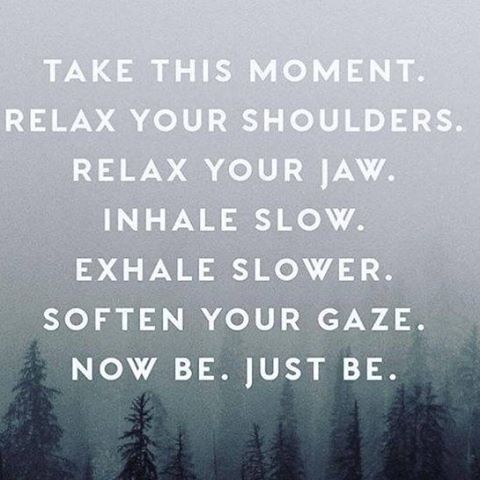 TAKE THIS MOMENT.
RELAX YOUR SHOULDERS.
RELAX YOUR JAW.
INHALE SLOW.
EXHALE SLOWER.
SOFTEN YOUR GAZE.
NOW BE. JUST BE.